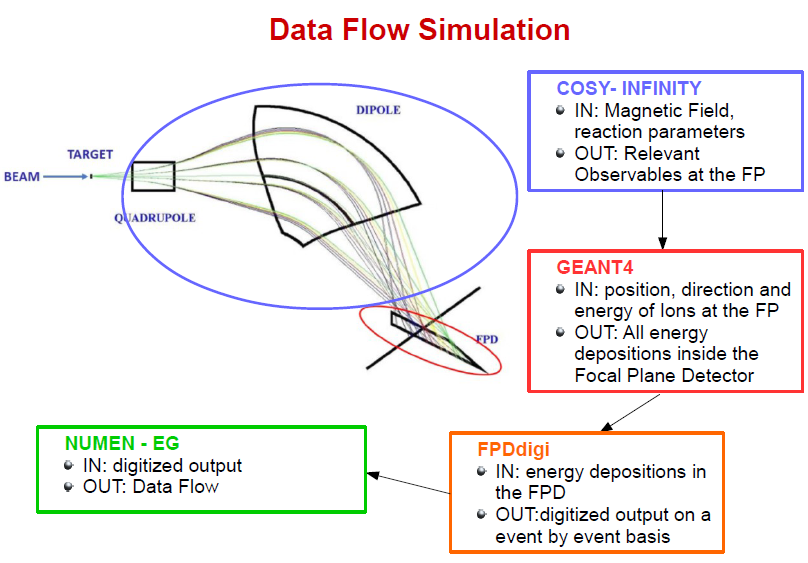 Data Flow Simulation
DIPOLE
TARGET
BEAM
QUADRUPOLE
FPD
COSY- INFINITY
IN: Magnetic Field,
reaction parameters
OUT: Relevant
Observables at the FP
GEANT4
IN: position, direction and
energy of Ions at the FP
OUT: All energy
depositions inside the
Focal Plane Detector
FPDdigi
IN: energy depositions in
the FPD
OUT:digitized output on a
event by event basis
NUMEN - EG
IN: digitized output
OUT: Data Flow